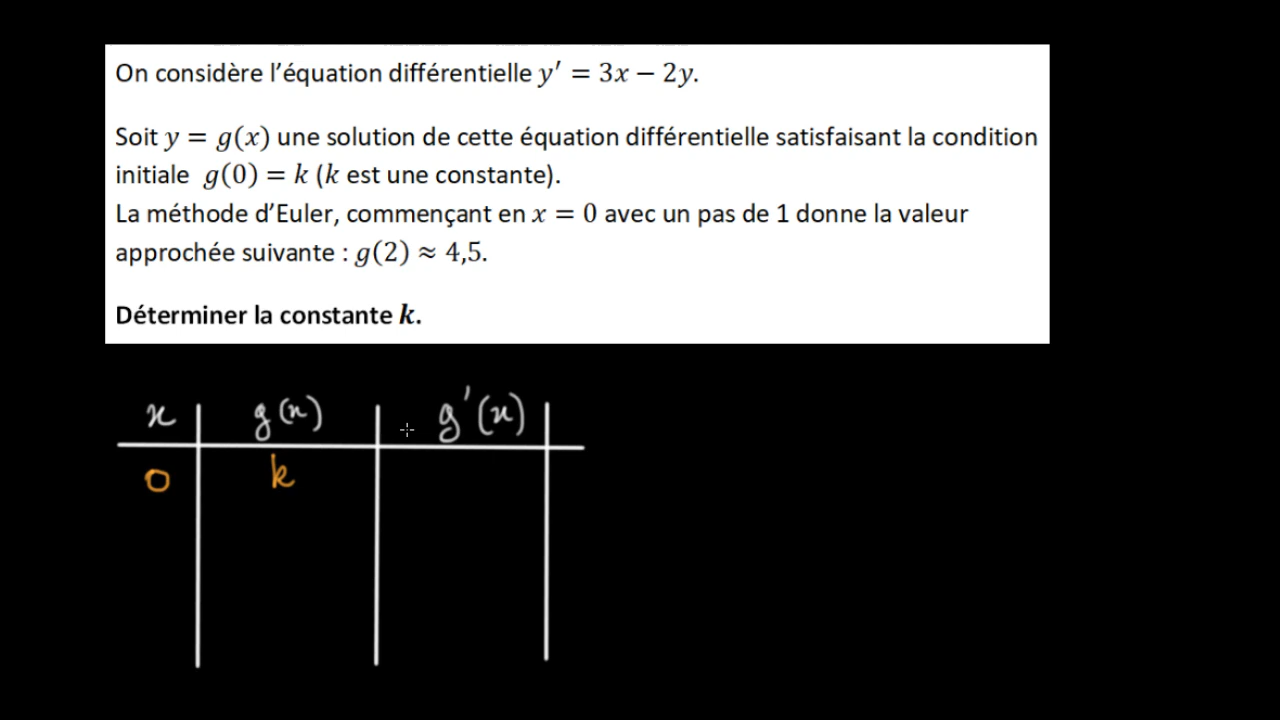 On considère l'équation différentielle y′ = 3x − 2y.
Soit y = g(x) une solution de cette équation différentielle satisfaisant la condition
initiale g(0) = k (k est une constante).
La méthode d'Euler, commençant en x = 0 avec un pas de 1 donne la valeur
approchée suivante : g(2) ≈ 4,5.
Déterminer la constante k.
x g(x) g'(x)
0 k